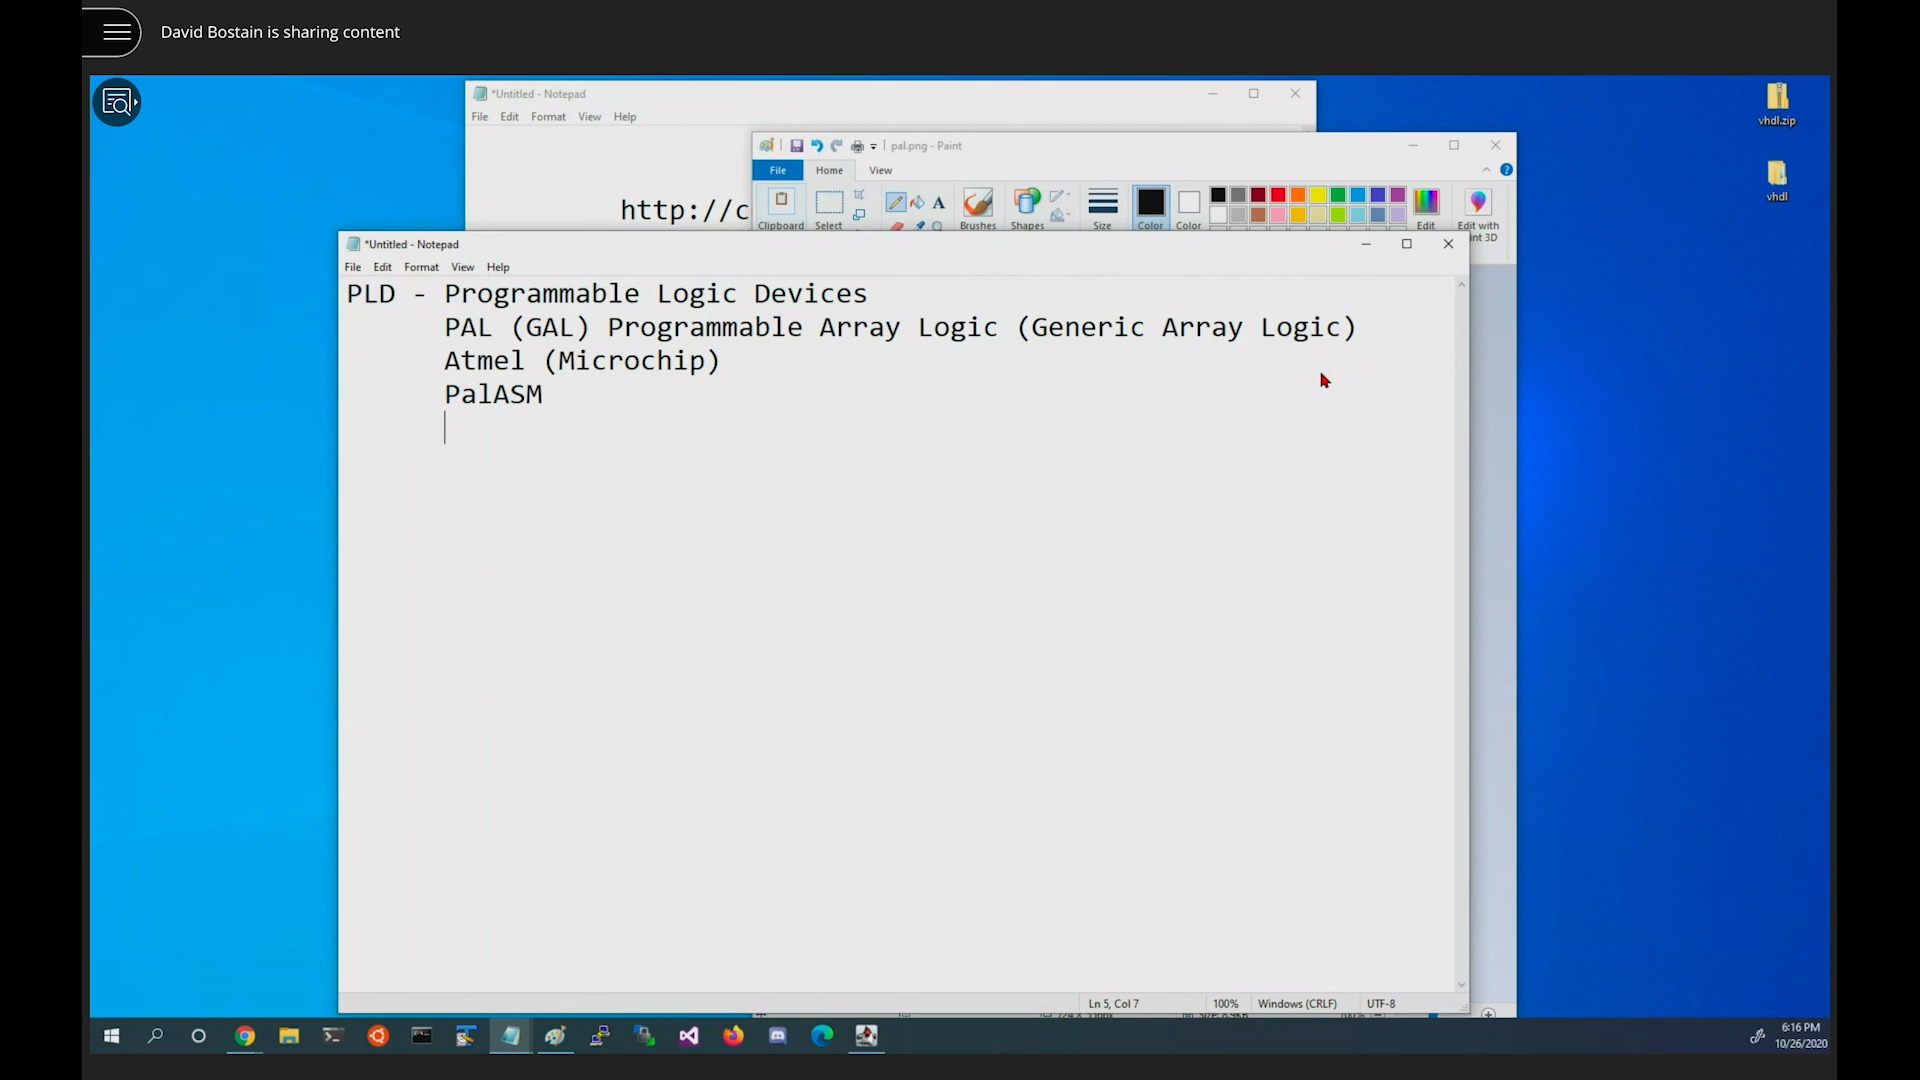 David Bostain is sharing content
*Untitled - Notepad
File Edit Format View Help
vhdl.zip
pal.png - Paint
File Home View
vhdl
http://c
Clipboard Select Brushes Shapes Size Color Color Edit Edit with
int 3D
*Untitled - Notepad
File Edit Format View Help
PLD - Programmable Logic Devices
PAL (GAL) Programmable Array Logic (Generic Array Logic)
Atmel (Microchip)
PalASM
Ln 5, Col 7 100% Windows (CRLF) UTF-8
6:16 PM
10/26/2020